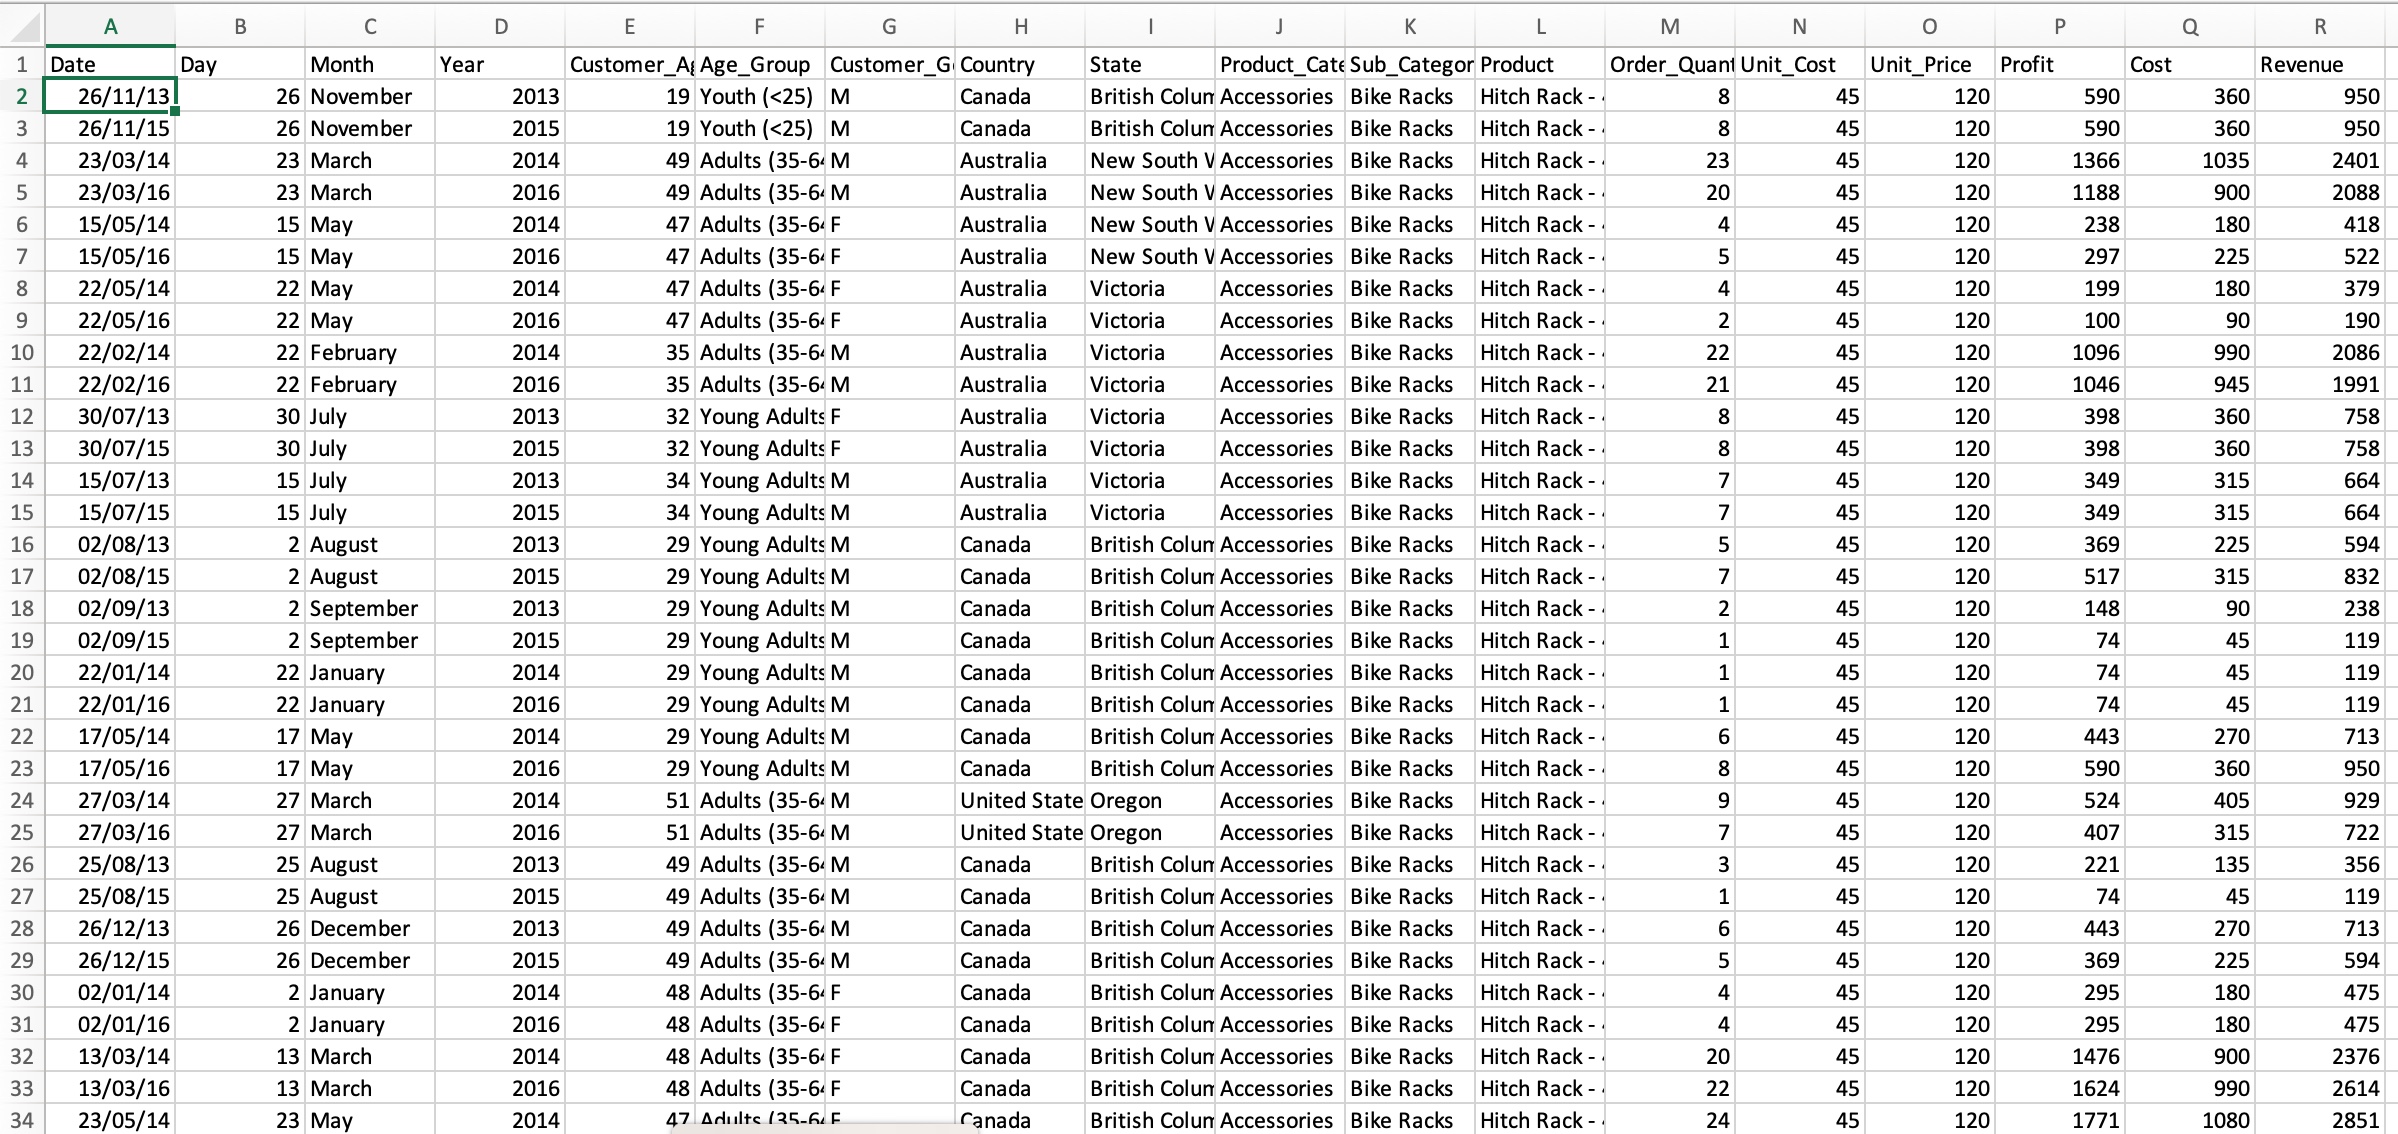 A B C D E F G H I J K L M N O P Q R
1 Date Day Month Year Customer_Ag Age_Group Customer_Ge Country State Product_Cate Sub_Categor Product Order_Quant Unit_Cost Unit_Price Profit Cost Revenue
2 26/11/13 26 November 2013 19 Youth (<25) M Canada British Colum Accessories Bike Racks Hitch Rack - 8 45 120 590 360 950
3 26/11/15 26 November 2015 19 Youth (<25) M Canada British Colum Accessories Bike Racks Hitch Rack - 8 45 120 590 360 950
4 23/03/14 23 March 2014 49 Adults (35-64 M Australia New South W Accessories Bike Racks Hitch Rack - 23 45 120 1366 1035 2401
5 23/03/16 23 March 2016 49 Adults (35-64 M Australia New South W Accessories Bike Racks Hitch Rack - 20 45 120 1188 900 2088
6 15/05/14 15 May 2014 47 Adults (35-64 F Australia New South W Accessories Bike Racks Hitch Rack - 4 45 120 238 180 418
7 15/05/16 15 May 2016 47 Adults (35-64 F Australia New South W Accessories Bike Racks Hitch Rack - 5 45 120 297 225 522
8 22/05/14 22 May 2014 47 Adults (35-64 F Australia Victoria Accessories Bike Racks Hitch Rack - 4 45 120 199 180 379
9 22/05/16 22 May 2016 47 Adults (35-64 F Australia Victoria Accessories Bike Racks Hitch Rack - 2 45 120 100 90 190
10 22/02/14 22 February 2014 35 Adults (35-64 M Australia Victoria Accessories Bike Racks Hitch Rack - 22 45 120 1096 990 2086
11 22/02/16 22 February 2016 35 Adults (35-64 M Australia Victoria Accessories Bike Racks Hitch Rack - 21 45 120 1046 945 1991
12 30/07/13 30 July 2013 32 Young Adults F Australia Victoria Accessories Bike Racks Hitch Rack - 8 45 120 398 360 758
13 30/07/15 30 July 2015 32 Young Adults F Australia Victoria Accessories Bike Racks Hitch Rack - 8 45 120 398 360 758
14 15/07/13 15 July 2013 34 Young Adults M Australia Victoria Accessories Bike Racks Hitch Rack - 7 45 120 349 315 664
15 15/07/15 15 July 2015 34 Young Adults M Australia Victoria Accessories Bike Racks Hitch Rack - 7 45 120 349 315 664
16 02/08/13 2 August 2013 29 Young Adults M Canada British Colum Accessories Bike Racks Hitch Rack - 5 45 120 369 225 594
17 02/08/15 2 August 2015 29 Young Adults M Canada British Colum Accessories Bike Racks Hitch Rack - 7 45 120 517 315 832
18 02/09/13 2 September 2013 29 Young Adults M Canada British Colum Accessories Bike Racks Hitch Rack - 2 45 120 148 90 238
19 02/09/15 2 September 2015 29 Young Adults M Canada British Colum Accessories Bike Racks Hitch Rack - 1 45 120 74 45 119
20 22/01/14 22 January 2014 29 Young Adults M Canada British Colum Accessories Bike Racks Hitch Rack - 1 45 120 74 45 119
21 22/01/16 22 January 2016 29 Young Adults M Canada British Colum Accessories Bike Racks Hitch Rack - 1 45 120 74 45 119
22 17/05/14 17 May 2014 29 Young Adults M Canada British Colum Accessories Bike Racks Hitch Rack - 6 45 120 443 270 713
23 17/05/16 17 May 2016 29 Young Adults M Canada British Colum Accessories Bike Racks Hitch Rack - 8 45 120 590 360 950
24 27/03/14 27 March 2014 51 Adults (35-64 M United State Oregon Accessories Bike Racks Hitch Rack - 9 45 120 524 405 929
25 27/03/16 27 March 2016 51 Adults (35-64 M United State Oregon Accessories Bike Racks Hitch Rack - 7 45 120 407 315 722
26 25/08/13 25 August 2013 49 Adults (35-64 M Canada British Colum Accessories Bike Racks Hitch Rack - 3 45 120 221 135 356
27 25/08/15 25 August 2015 49 Adults (35-64 M Canada British Colum Accessories Bike Racks Hitch Rack - 1 45 120 74 45 119
28 26/12/13 26 December 2013 49 Adults (35-64 M Canada British Colum Accessories Bike Racks Hitch Rack - 6 45 120 443 270 713
29 26/12/15 26 December 2015 49 Adults (35-64 M Canada British Colum Accessories Bike Racks Hitch Rack - 5 45 120 369 225 594
30 02/01/14 2 January 2014 48 Adults (35-64 F Canada British Colum Accessories Bike Racks Hitch Rack - 4 45 120 295 180 475
31 02/01/16 2 January 2016 48 Adults (35-64 F Canada British Colum Accessories Bike Racks Hitch Rack - 4 45 120 295 180 475
32 13/03/14 13 March 2014 48 Adults (35-64 F Canada British Colum Accessories Bike Racks Hitch Rack - 20 45 120 1476 900 2376
33 13/03/16 13 March 2016 48 Adults (35-64 F Canada British Colum Accessories Bike Racks Hitch Rack - 22 45 120 1624 990 2614
34 23/05/14 23 May 2014 47 Adults (35-64 F Canada British Colum Accessories Bike Racks Hitch Rack - 24 45 120 1771 1080 2851